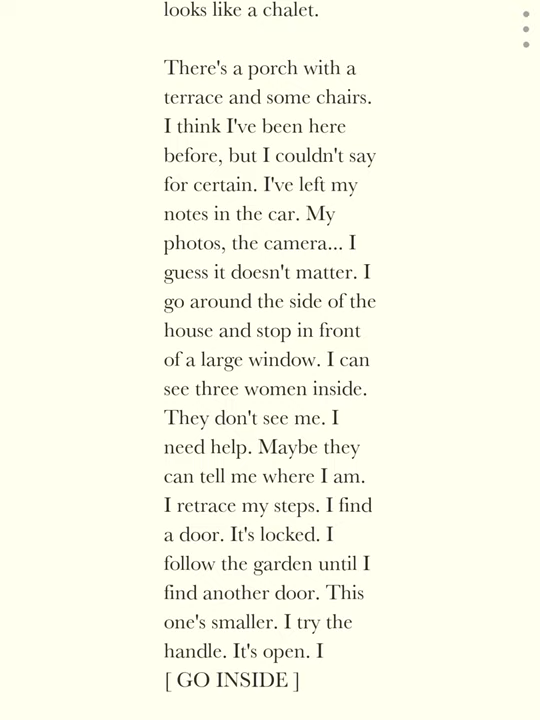 looks like a chalet.
There's a porch with a
terrace and some chairs.
I think I've been here
before, but I couldn't say
for certain. I've left my
notes in the car. My
photos, the camera... I
guess it doesn't matter. I
go around the side of the
house and stop in front
of a large window. I can
see three women inside.
They don't see me. I
need help. Maybe they
can tell me where I am.
I retrace my steps. I find
a door. It's locked. I
follow the garden until I
find another door. This
one's smaller. I try the
handle. It's open. I
[ GO INSIDE ]